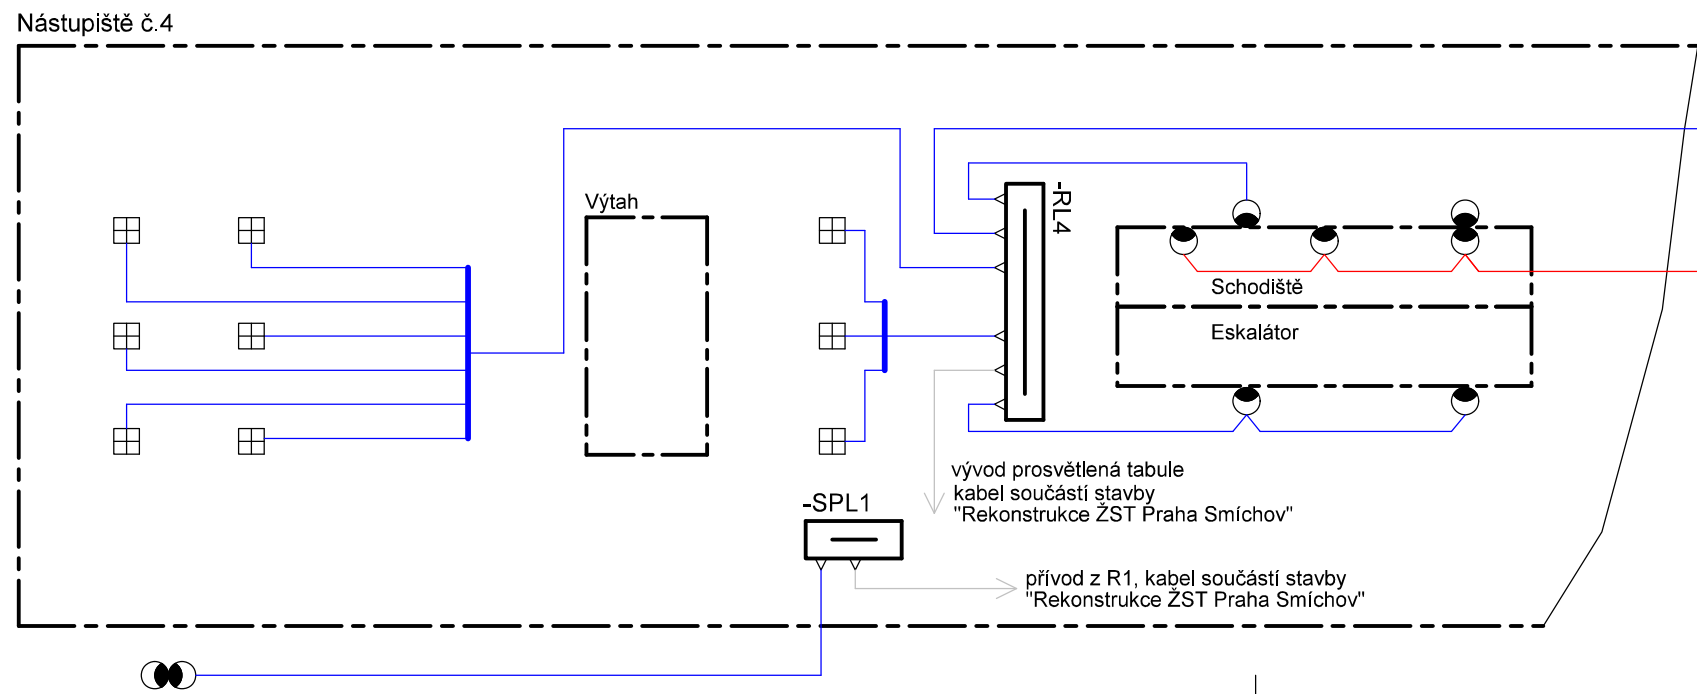 Nástupiště č.4
Výtah
-RL4
Schodiště
Eskalátor
vývod prosvětlená tabule
kabel součástí stavby
"Rekonstrukce ŽST Praha Smíchov"
-SPL1
přívod z R1, kabel součástí stavby
"Rekonstrukce ŽST Praha Smíchov"